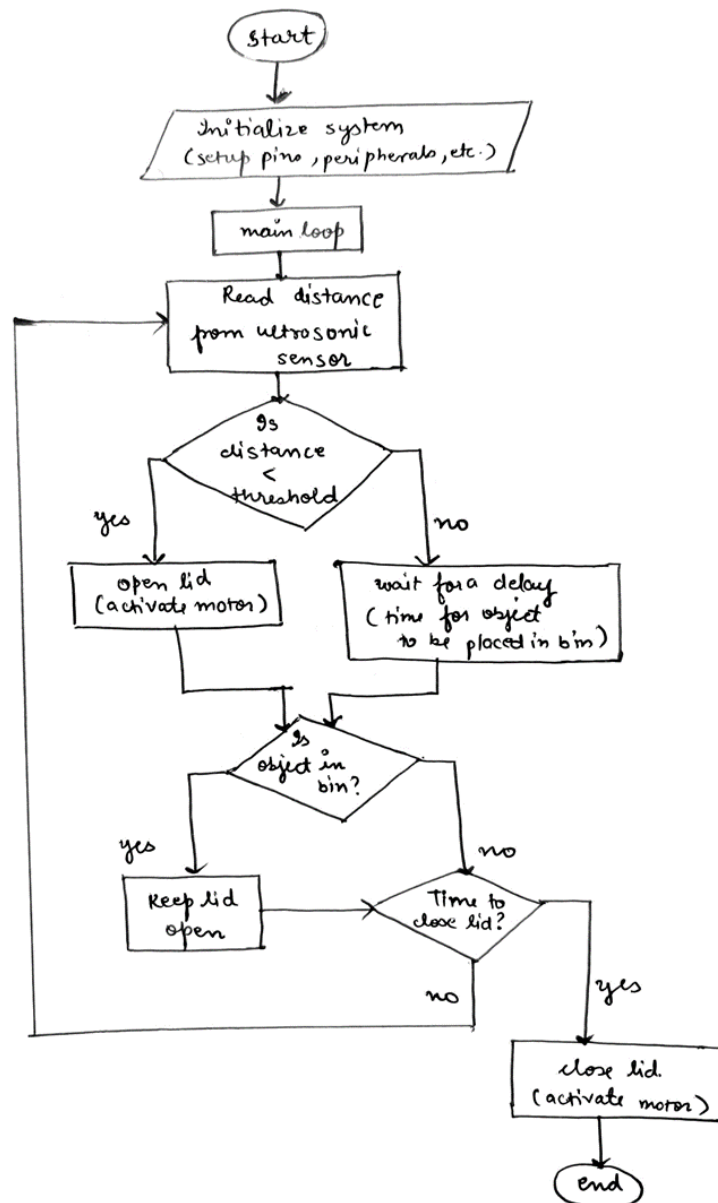 start
Initialize system
(setup pins, peripherals, etc.)
main loop
Read distance
from ultrosonic
sensor
Is
distance
<
threshold
yes
no
open lid
(activate motor)
wait for a delay
(time for object
to be placed in bin)
Is
object in
bin?
yes
no
Keep lid
open
Time to
close lid?
no
yes
close lid.
(activate motor)
end